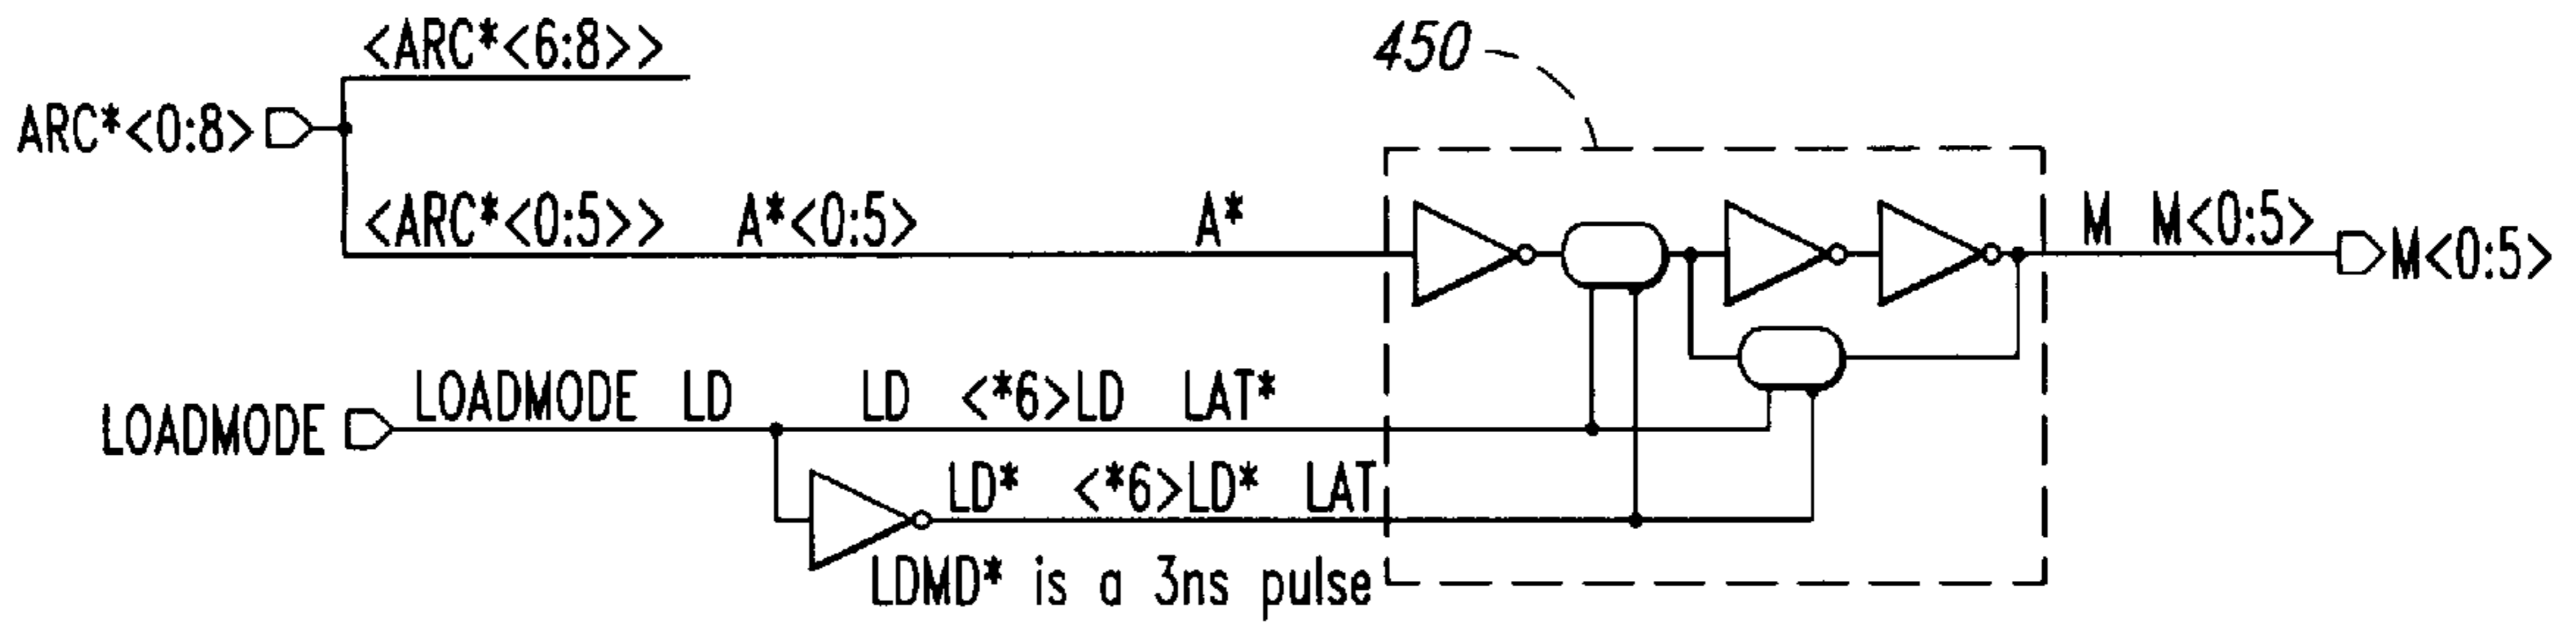 <ARC*<6:8>>
450
ARC*<0:8>
<ARC*<0:5>> A*<0:5> A*
M M<0:5>
M<0:5>
LOADMODE LD LD <*6>LD LAT*
LOADMODE
LD* <*6>LD* LAT
LDMD* is a 3ns pulse